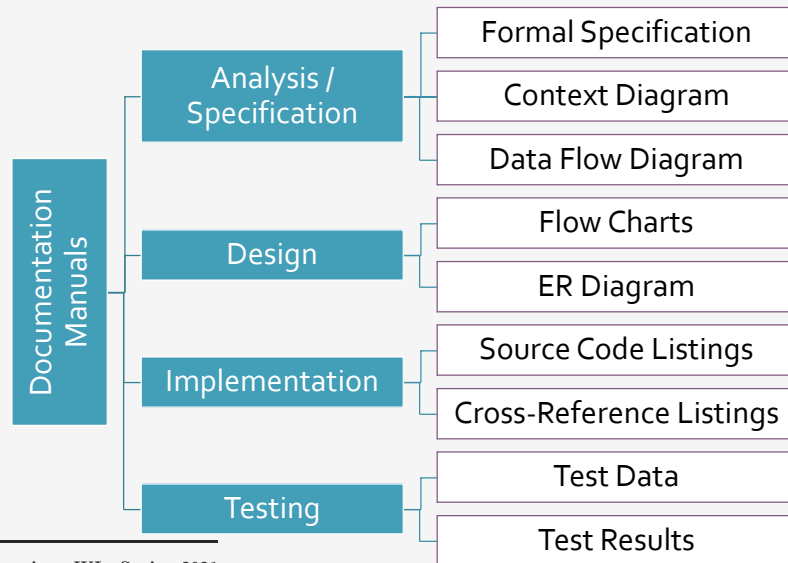 Documentation
Manuals
Analysis /
Specification
Formal Specification
Context Diagram
Data Flow Diagram
Design
Flow Charts
ER Diagram
Implementation
Source Code Listings
Cross-Reference Listings
Testing
Test Data
Test Results